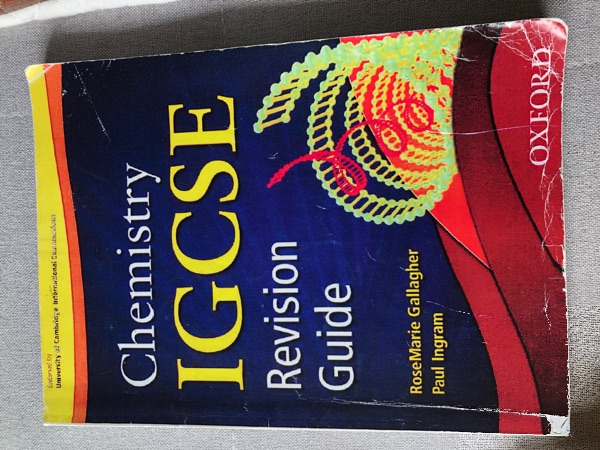 Endorsed by
University of Cambridge International Examinations
Chemistry
IGCSE
Revision
Guide
RoseMarie Gallagher
Paul Ingram
OXFORD